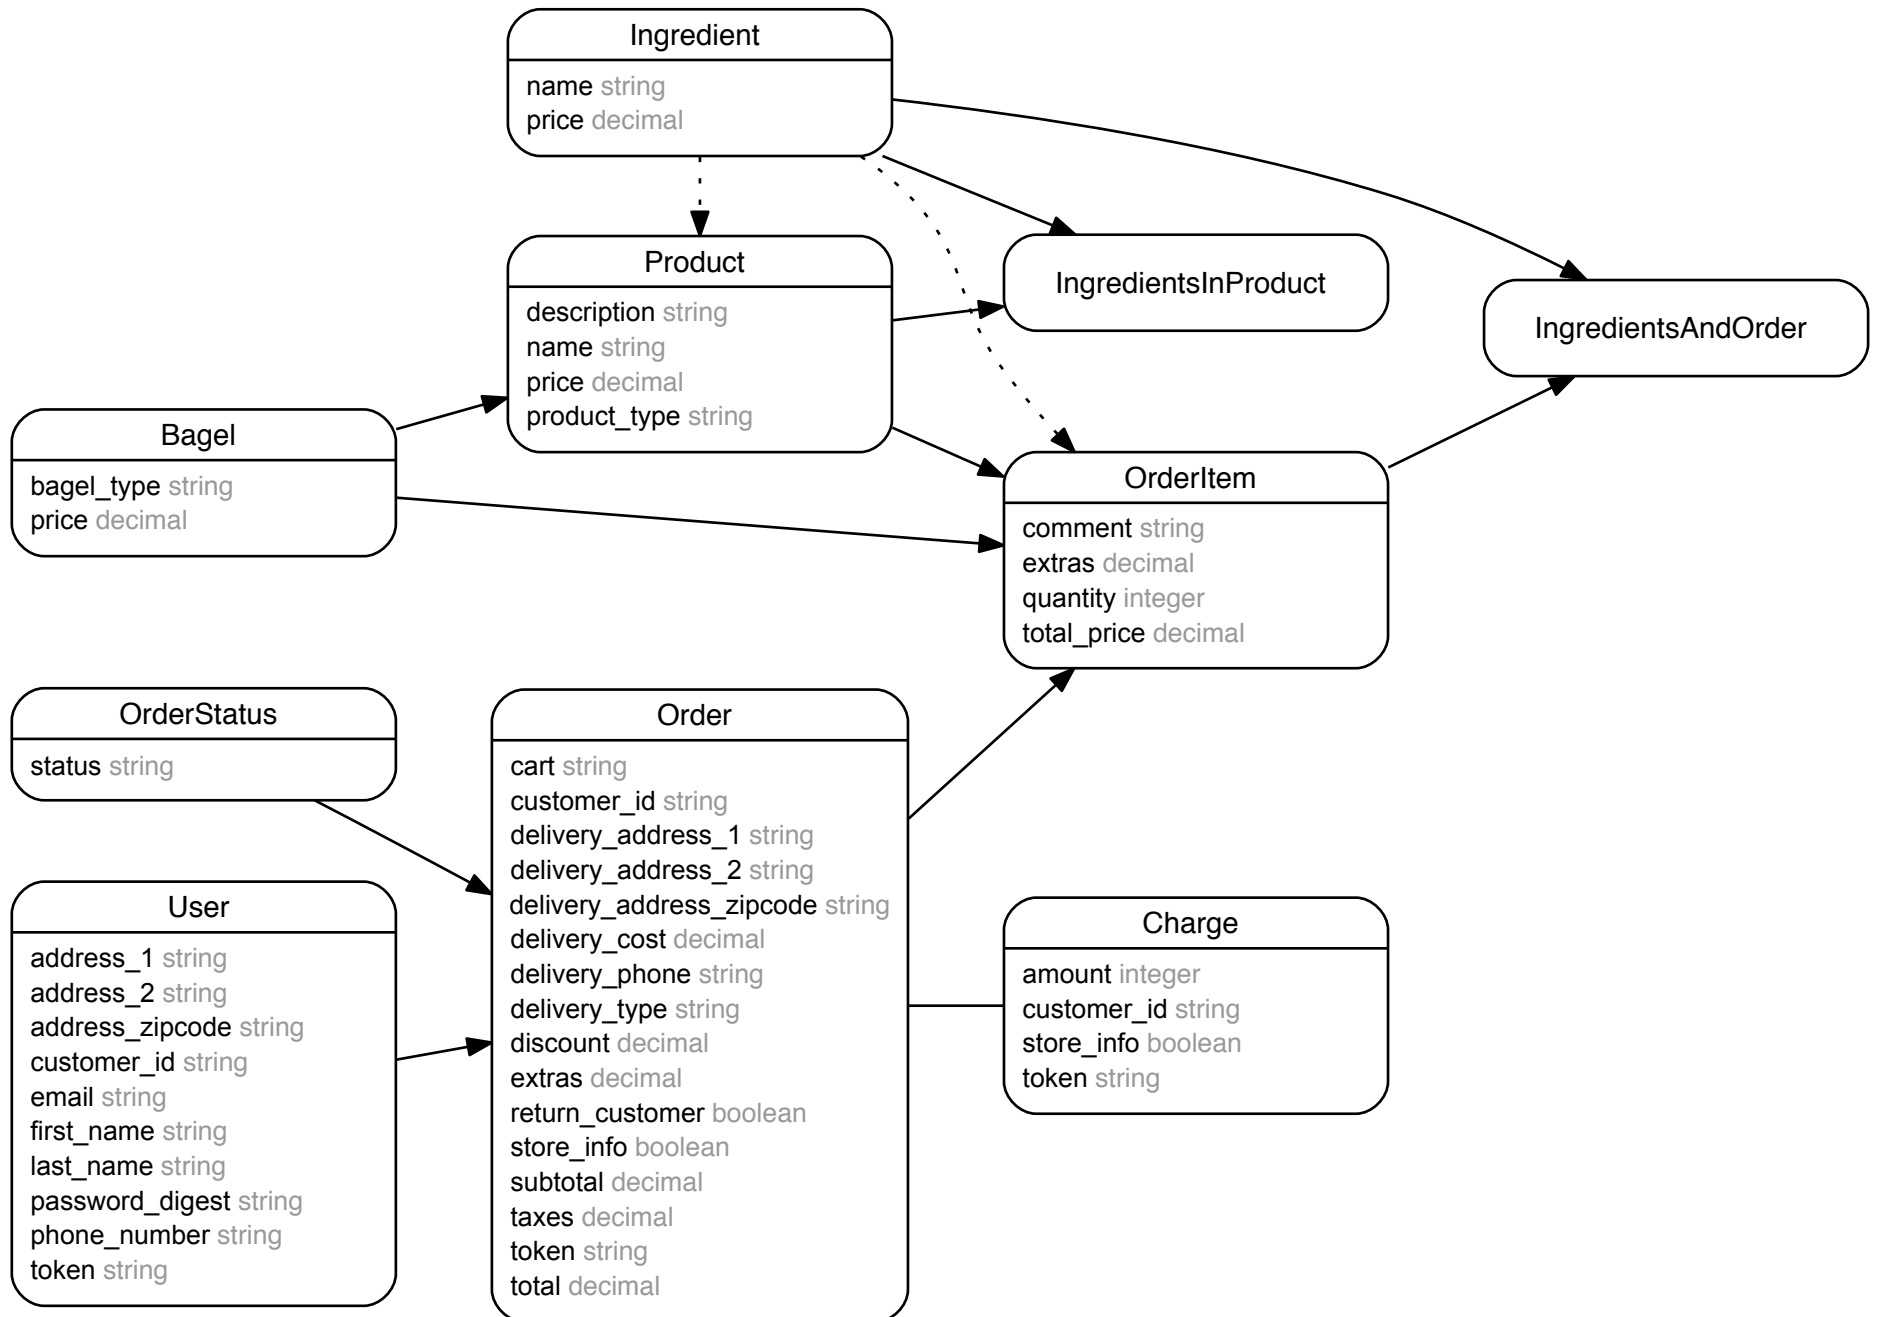 Ingredient
name string
price decimal
Product
description string
name string
price decimal
product_type string
IngredientsInProduct
IngredientsAndOrder
Bagel
bagel_type string
price decimal
OrderItem
comment string
extras decimal
quantity integer
total_price decimal
OrderStatus
status string
Order
cart string
customer_id string
delivery_address_1 string
delivery_address_2 string
delivery_address_zipcode string
delivery_cost decimal
delivery_phone string
delivery_type string
discount decimal
extras decimal
return_customer boolean
store_info boolean
subtotal decimal
taxes decimal
token string
total decimal
User
address_1 string
address_2 string
address_zipcode string
customer_id string
email string
first_name string
last_name string
password_digest string
phone_number string
token string
Charge
amount integer
customer_id string
store_info boolean
token string